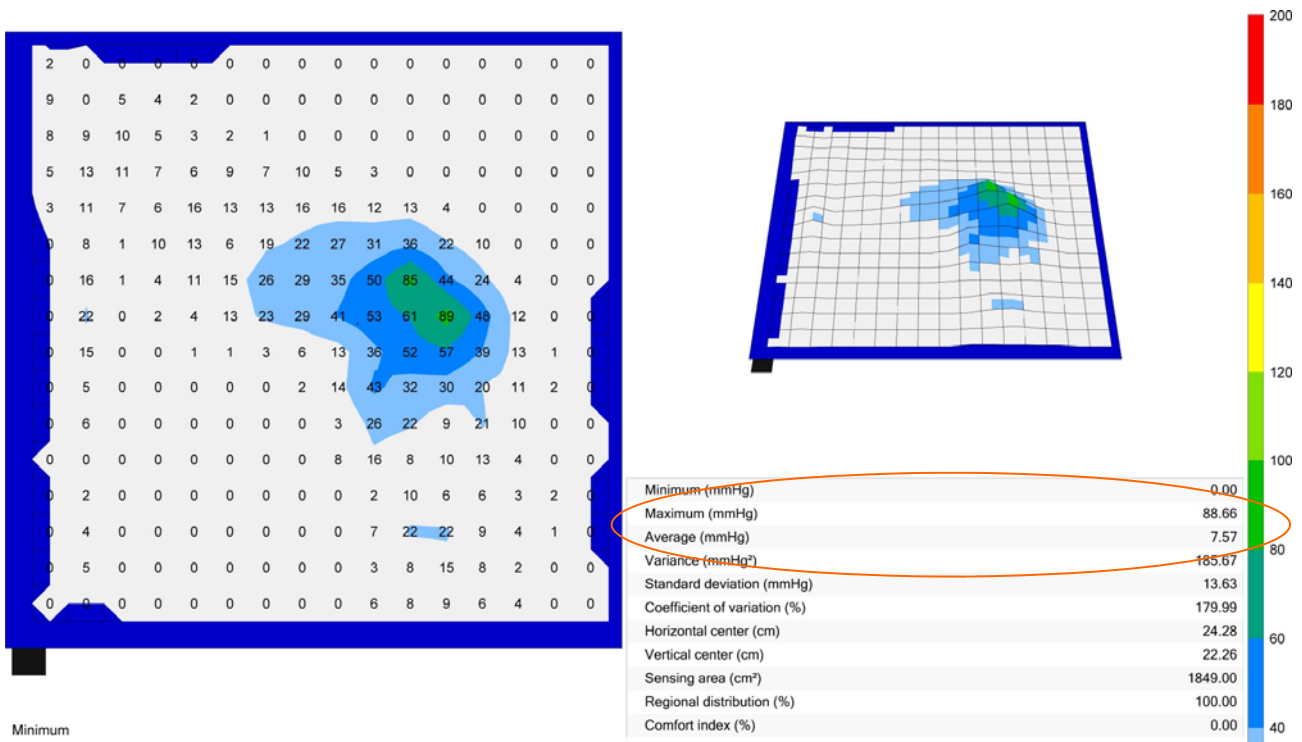 2 0 0 0 0 0 0 0 0 0 0 0 0 0 0 0
9 0 5 4 2 0 0 0 0 0 0 0 0 0 0 0
8 9 10 5 3 2 1 0 0 0 0 0 0 0 0 0
5 13 11 7 6 9 7 10 5 3 0 0 0 0 0 0
3 11 7 6 16 13 13 16 16 12 13 4 0 0 0 0
0 8 1 10 13 6 19 22 27 31 36 22 10 0 0 0
0 16 1 4 11 15 26 29 35 50 85 44 24 4 0 0
0 22 0 2 4 13 23 29 41 53 61 89 48 12 0 0
0 15 0 0 1 1 3 6 13 36 52 57 39 13 1 0
0 5 0 0 0 0 0 2 14 43 32 30 20 11 2 0
0 6 0 0 0 0 0 0 3 26 22 9 21 10 0 0
0 0 0 0 0 0 0 0 8 16 8 10 13 4 0 0
0 2 0 0 0 0 0 0 0 2 10 6 6 3 2 0
0 4 0 0 0 0 0 0 0 7 22 22 9 4 1 0
0 5 0 0 0 0 0 0 0 3 8 15 8 2 0 0
0 0 0 0 0 0 0 0 0 6 8 9 6 4 0 0
Minimum
Minimum (mmHg) 0.00
Maximum (mmHg) 88.66
Average (mmHg) 7.57
Variance (mmHg²) 185.67
Standard deviation (mmHg) 13.63
Coefficient of variation (%) 179.99
Horizontal center (cm) 24.28
Vertical center (cm) 22.26
Sensing area (cm²) 1849.00
Regional distribution (%) 100.00
Comfort index (%) 0.00
200
180
160
140
120
100
80
60
40